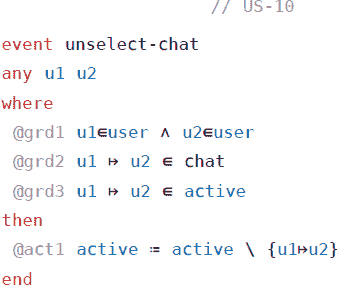 // US-10
event unselect-chat
any u1 u2
where
@grd1 u1∈user ∧ u2∈user
@grd2 u1 ↦ u2 ∈ chat
@grd3 u1 ↦ u2 ∈ active
then
@act1 active ≔ active \ {u1↦u2}
end